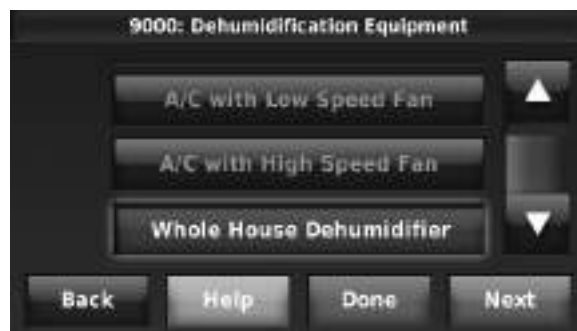 9000: Dehumidification Equipment
A/C with Low Speed Fan
A/C with High Speed Fan
Whole House Dehumidifier
Back Help Done Next